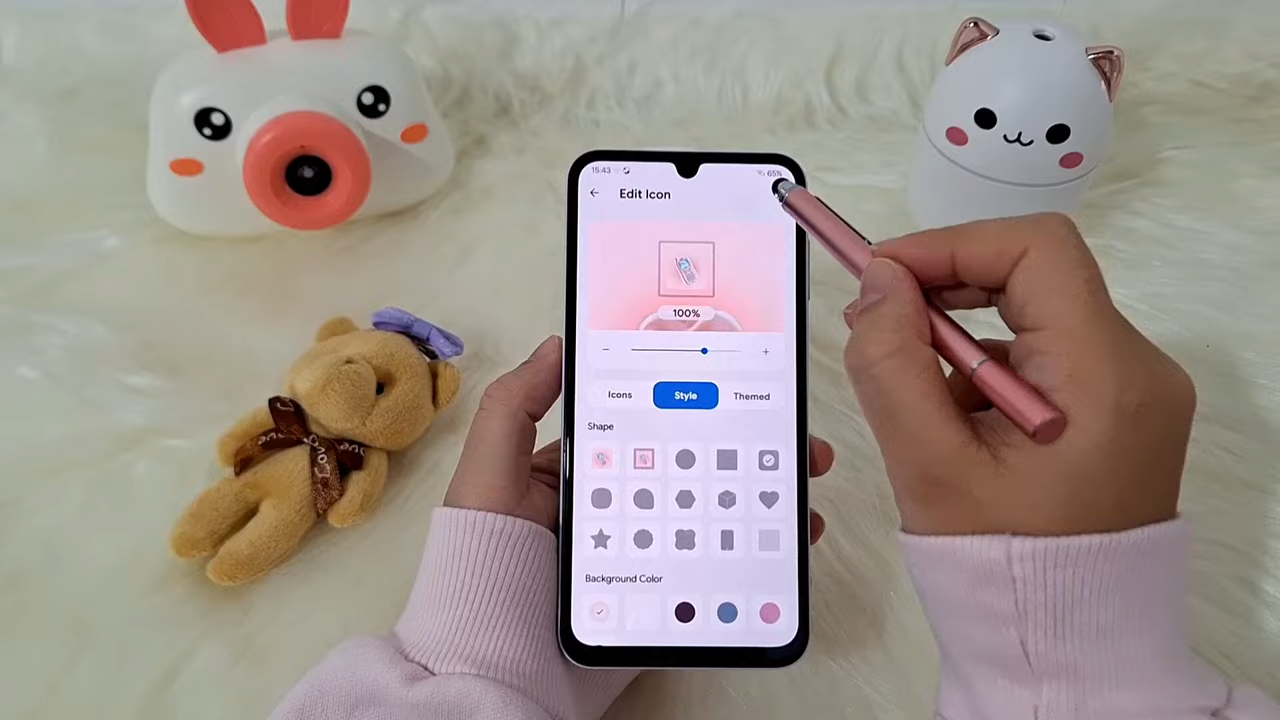 15:43
65%
Edit Icon
100%
Icons
Style
Themed
Shape
Background Color